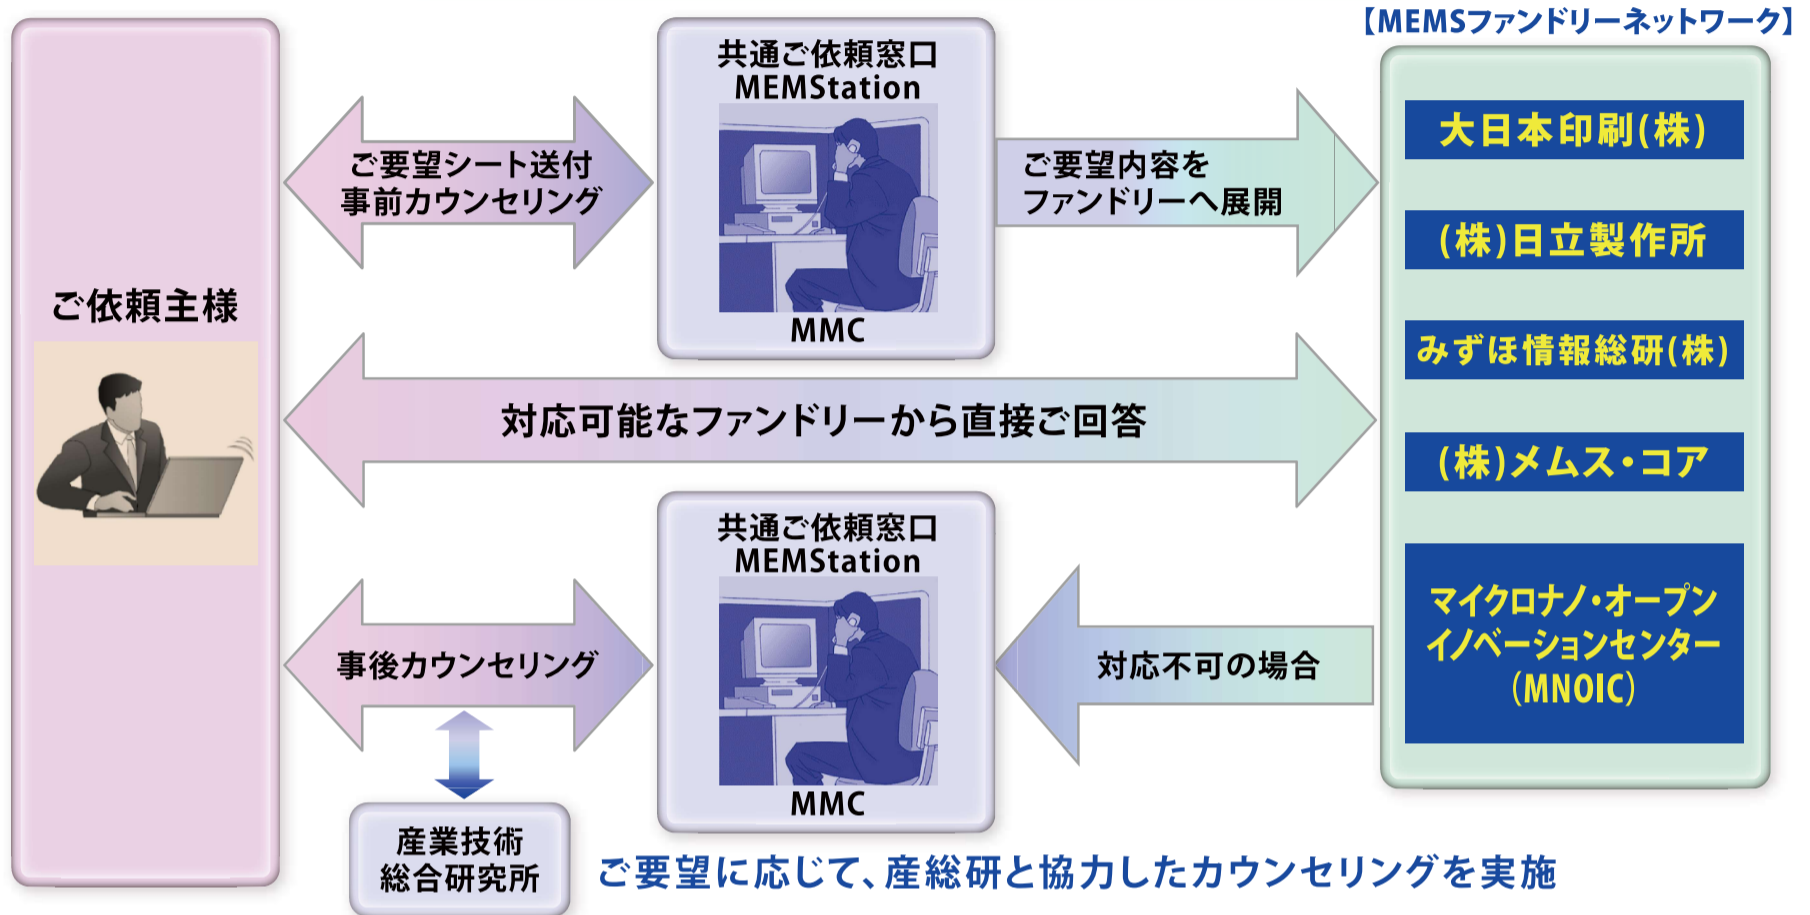 【MEMSファンドリーネットワーク】
共通ご依頼窓口
MEMStation
MMC
ご要望シート送付
事前カウンセリング
ご要望内容を
ファンドリーへ展開
大日本印刷(株)
(株)日立製作所
みずほ情報総研(株)
(株)メムス・コア
マイクロナノ・オープン
イノベーションセンター
(MNOIC)
ご依頼主様
対応可能なファンドリーから直接ご回答
共通ご依頼窓口
MEMStation
MMC
事後カウンセリング
対応不可の場合
産業技術
総合研究所
ご要望に応じて、産総研と協力したカウンセリングを実施